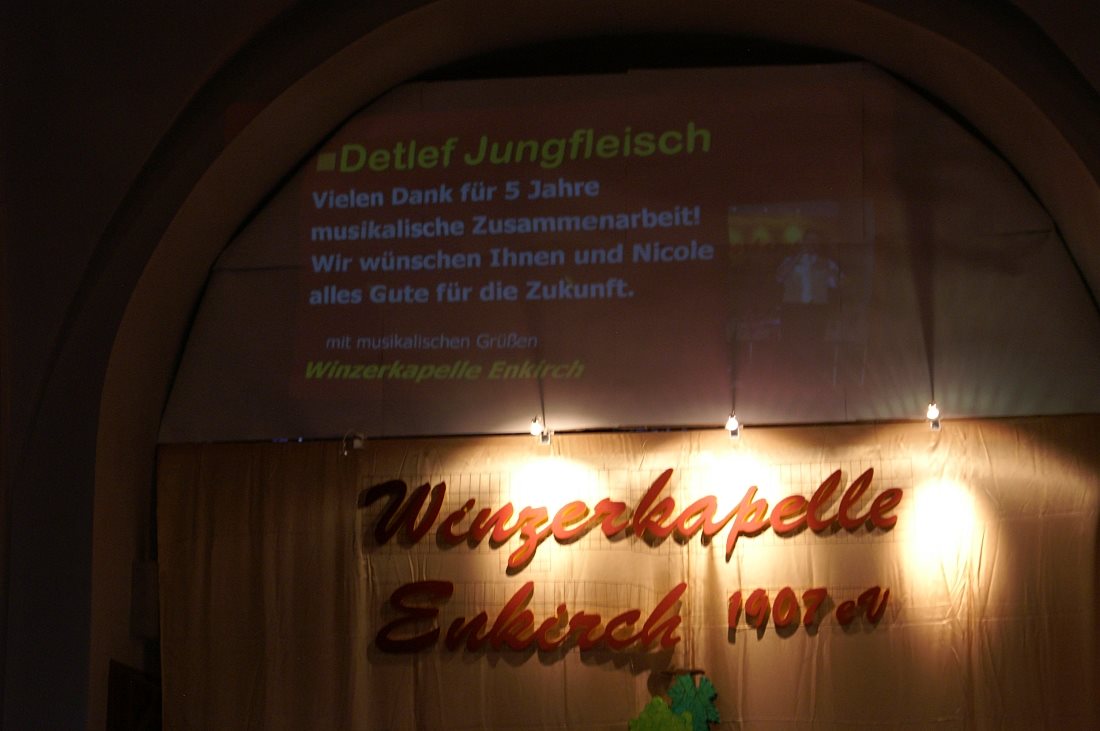 Detlef Jungfleisch
Vielen Dank für 5 Jahre
musikalische Zusammenarbeit!
Wir wünschen Ihnen und Nicole
alles Gute für die Zukunft.
mit musikalischen Grüßen
Winzerkapelle Enkirch
Winzerkapelle
Enkirch 1907 eV